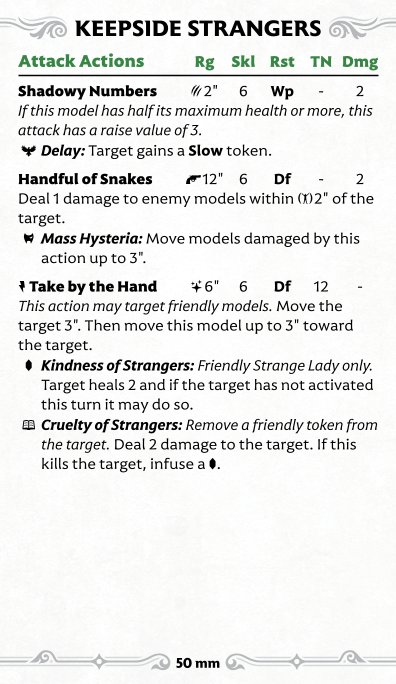 KEEPSIDE STRANGERS
Attack Actions Rg Skl Rst TN Dmg
Shadowy Numbers 2" 6 Wp - 2
If this model has half its maximum health or more, this
attack has a raise value of 3.
Delay: Target gains a Slow token.
Handful of Snakes 12" 6 Df - 2
Deal 1 damage to enemy models within 2" of the
target.
Mass Hysteria: Move models damaged by this
action up to 3".
Take by the Hand 6" 6 Df 12 -
This action may target friendly models. Move the
target 3". Then move this model up to 3" toward
the target.
Kindness of Strangers: Friendly Strange Lady only.
Target heals 2 and if the target has not activated
this turn it may do so.
Cruelty of Strangers: Remove a friendly token from
the target. Deal 2 damage to the target. If this
kills the target, infuse a .
50 mm